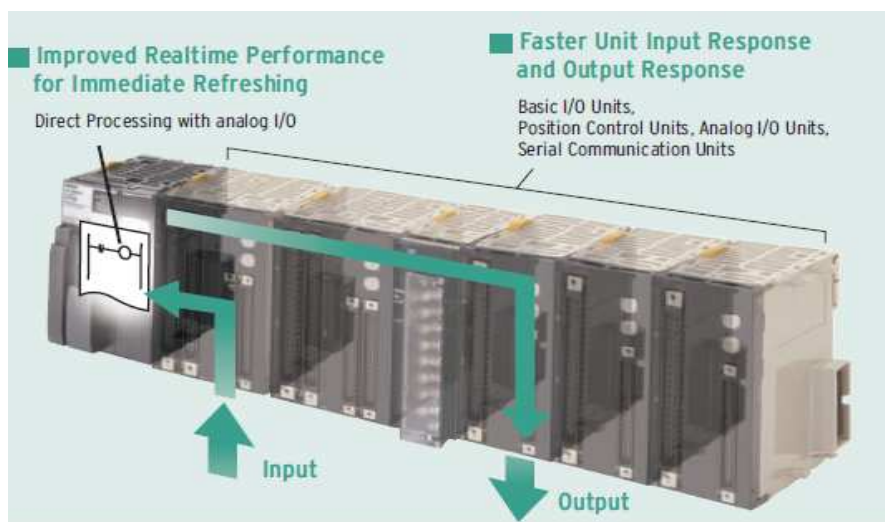 Improved Realtime Performance
for Immediate Refreshing
Direct Processing with analog I/O
Faster Unit Input Response
and Output Response
Basic I/O Units,
Position Control Units, Analog I/O Units,
Serial Communication Units
Input
Output